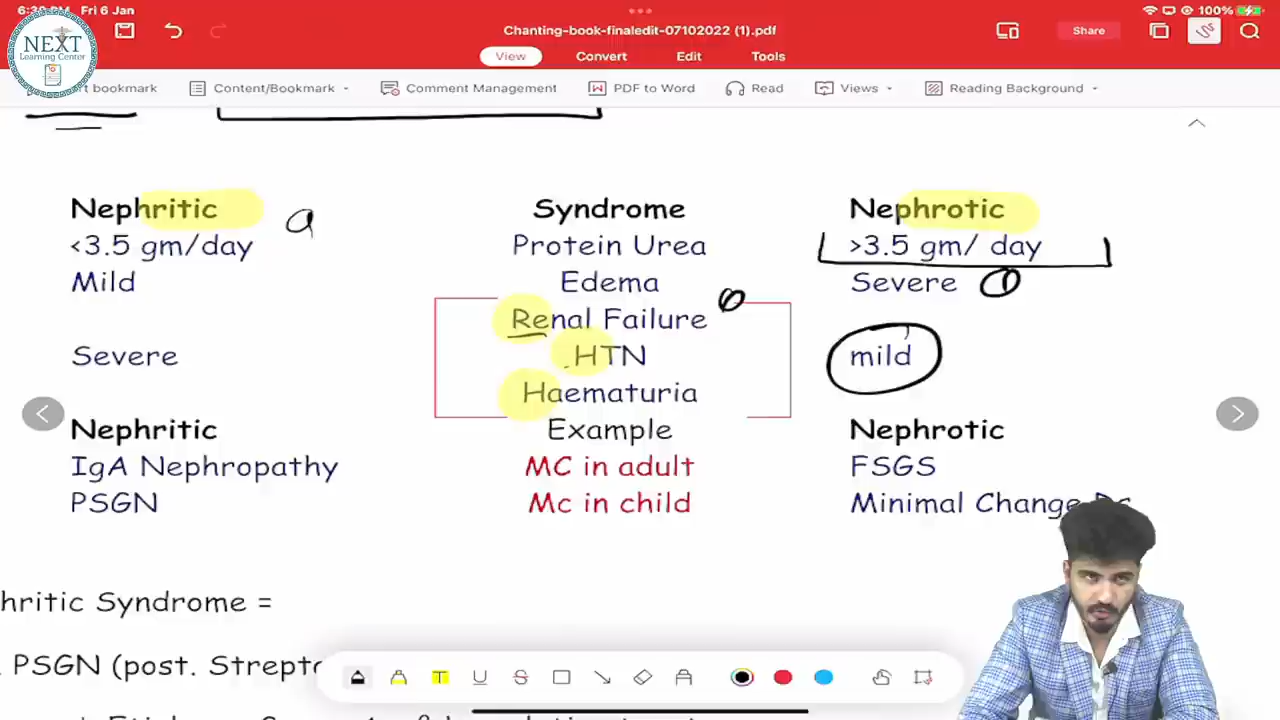 6:36 PM Fri 6 Jan
100%
NEXT
Learning Center
Chanting-book-finaledit-07102022 (1).pdf
Share
View Convert Edit Tools
bookmark Content/Bookmark Comment Management PDF to Word Read Views Reading Background
Nephritic Syndrome Nephrotic
<3.5 gm/day Protein Urea >3.5 gm/ day
Mild Edema Severe
Renal Failure
Severe HTN mild
Haematuria
Nephritic Example Nephrotic
IgA Nephropathy MC in adult FSGS
PSGN Mc in child Minimal Change
hritic Syndrome =
PSGN (post. Strepto